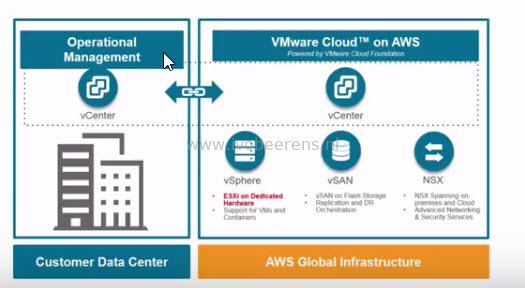 Operational
Management
vCenter
Customer Data Center
VMware Cloud™ on AWS
Powered by VMware Cloud Foundation
vCenter
www.ivobeerens.nl
vSphere
• ESXi on Dedicated
Hardware
• Support for VMs and
Containers
vSAN
• vSAN on Flash Storage
• Replication and DR
Orchestration
NSX
• NSX Spanning on-
premises and Cloud
• Advanced Networking
& Security Services
AWS Global Infrastructure